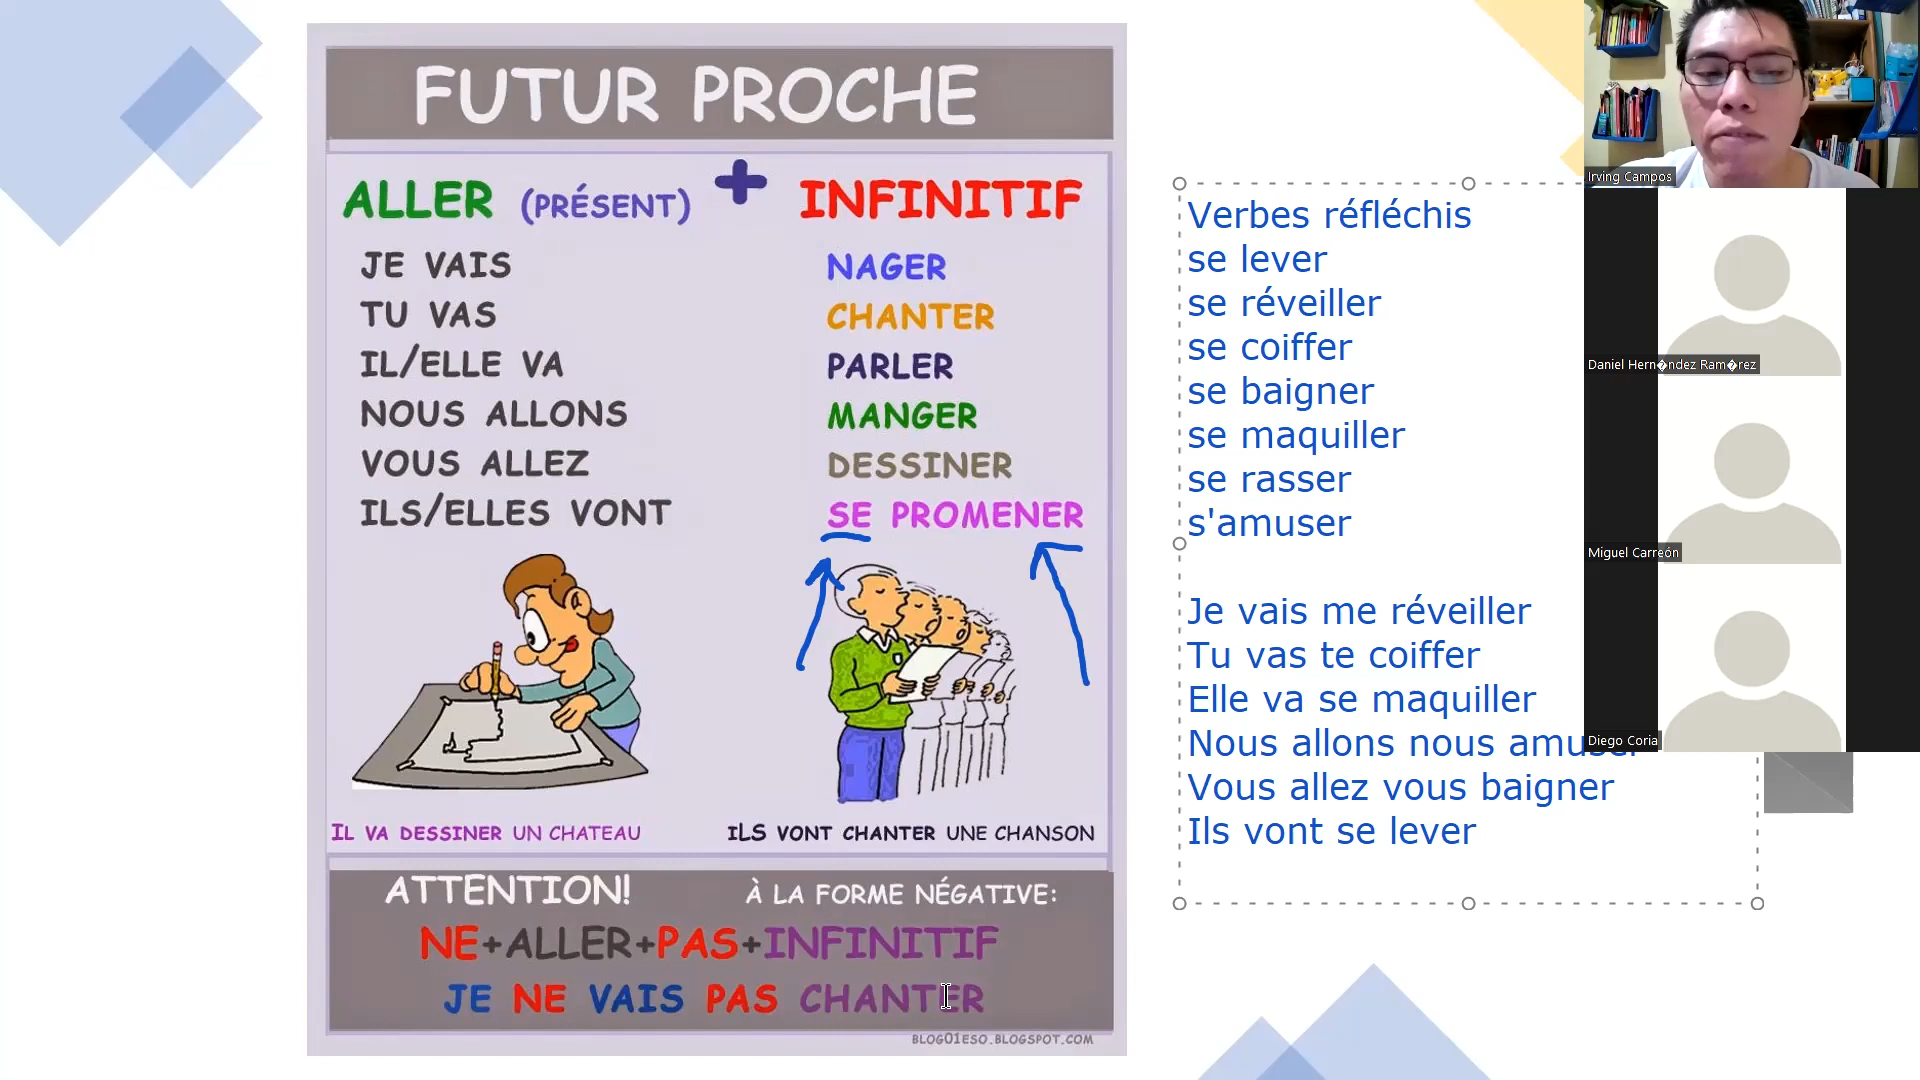 FUTUR PROCHE
ALLER (PRÉSENT) + INFINITIF
JE VAIS
TU VAS
IL/ELLE VA
NOUS ALLONS
VOUS ALLEZ
ILS/ELLES VONT
NAGER
CHANTER
PARLER
MANGER
DESSINER
SE PROMENER
IL VA DESSINER UN CHATEAU
ILS VONT CHANTER UNE CHANSON
ATTENTION!
À LA FORME NÉGATIVE:
NE+ALLER+PAS+INFINITIF
JE NE VAIS PAS CHANTER
BLOG01ESO.BLOGSPOT.COM
Verbes réfléchis
se lever
se réveiller
se coiffer
se baigner
se maquiller
se rasser
s'amuser
Je vais me réveiller
Tu vas te coiffer
Elle va se maquiller
Nous allons nous amuser
Vous allez vous baigner
Ils vont se lever
Irving Campos
Daniel Hern�ndez Ram�rez
Miguel Carreón
Diego Coria